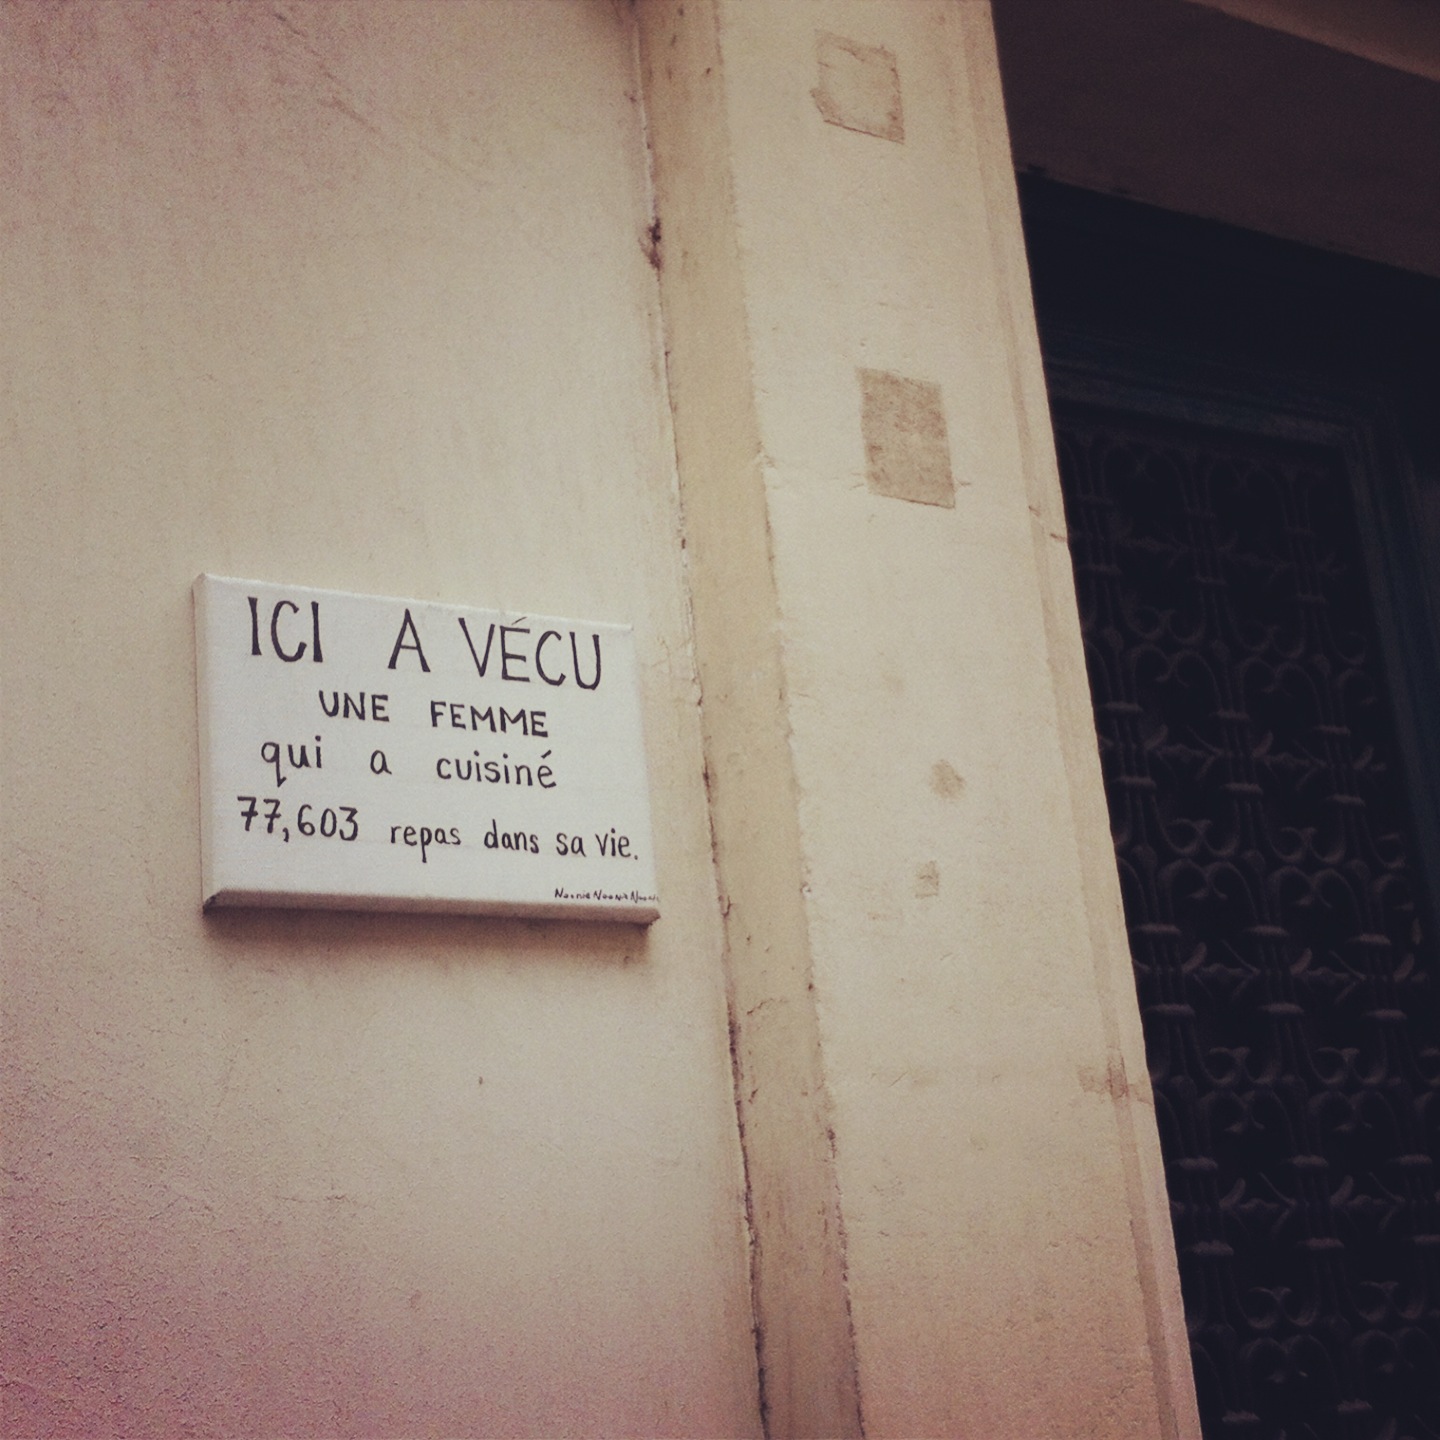 ICI A VÉCU
UNE FEMME
qui a cuisiné
77,603 repas dans sa vie.